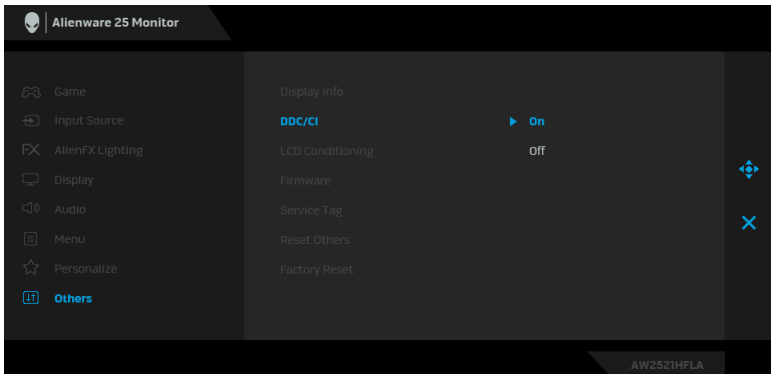 Alienware 25 Monitor
Game
Display Info
Input Source
DDC/CI
On
FX AlienFX Lighting
LCD Conditioning
Off
Display
Firmware
Audio
Service Tag
Menu
Reset Others
Personalize
Factory Reset
Others
AW2521HFLA